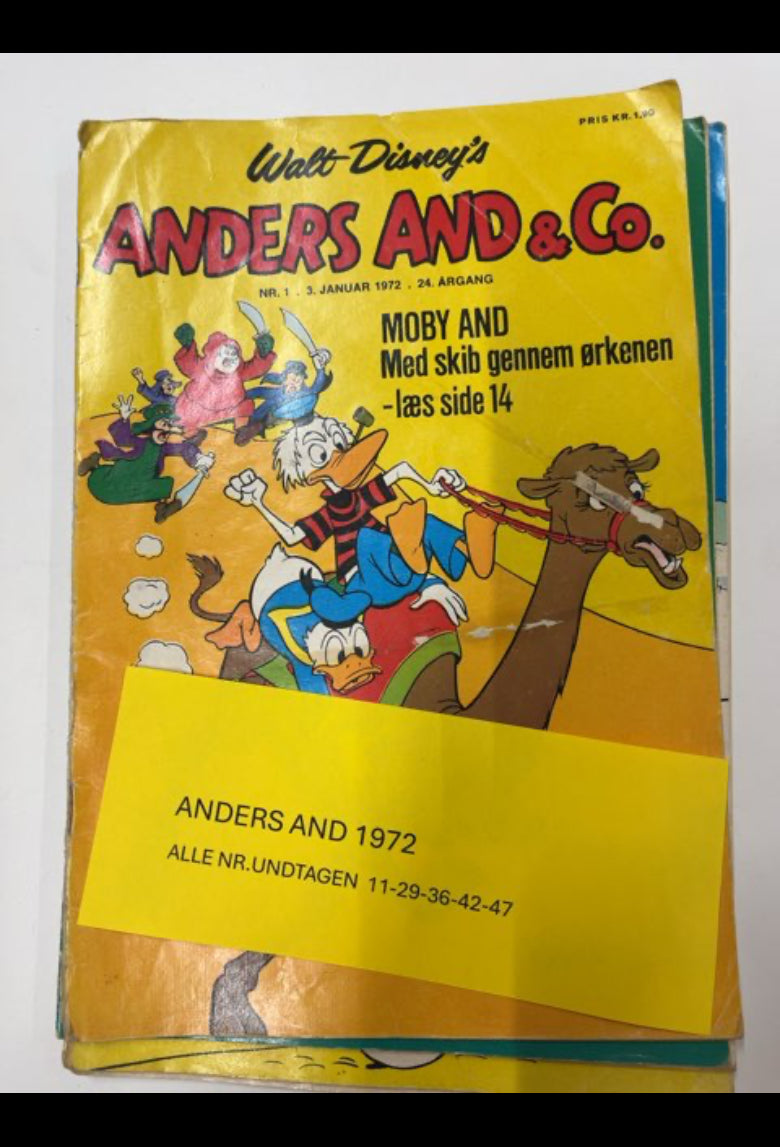 PRIS KR. 1,90
Walt Disney's
ANDERS AND & Co.
NR. 1 . 3. JANUAR 1972 . 24. ÅRGANG
MOBY AND
Med skib gennem ørkenen
-læs side 14
ANDERS AND 1972
ALLE NR.UNDTAGEN 11-29-36-42-47